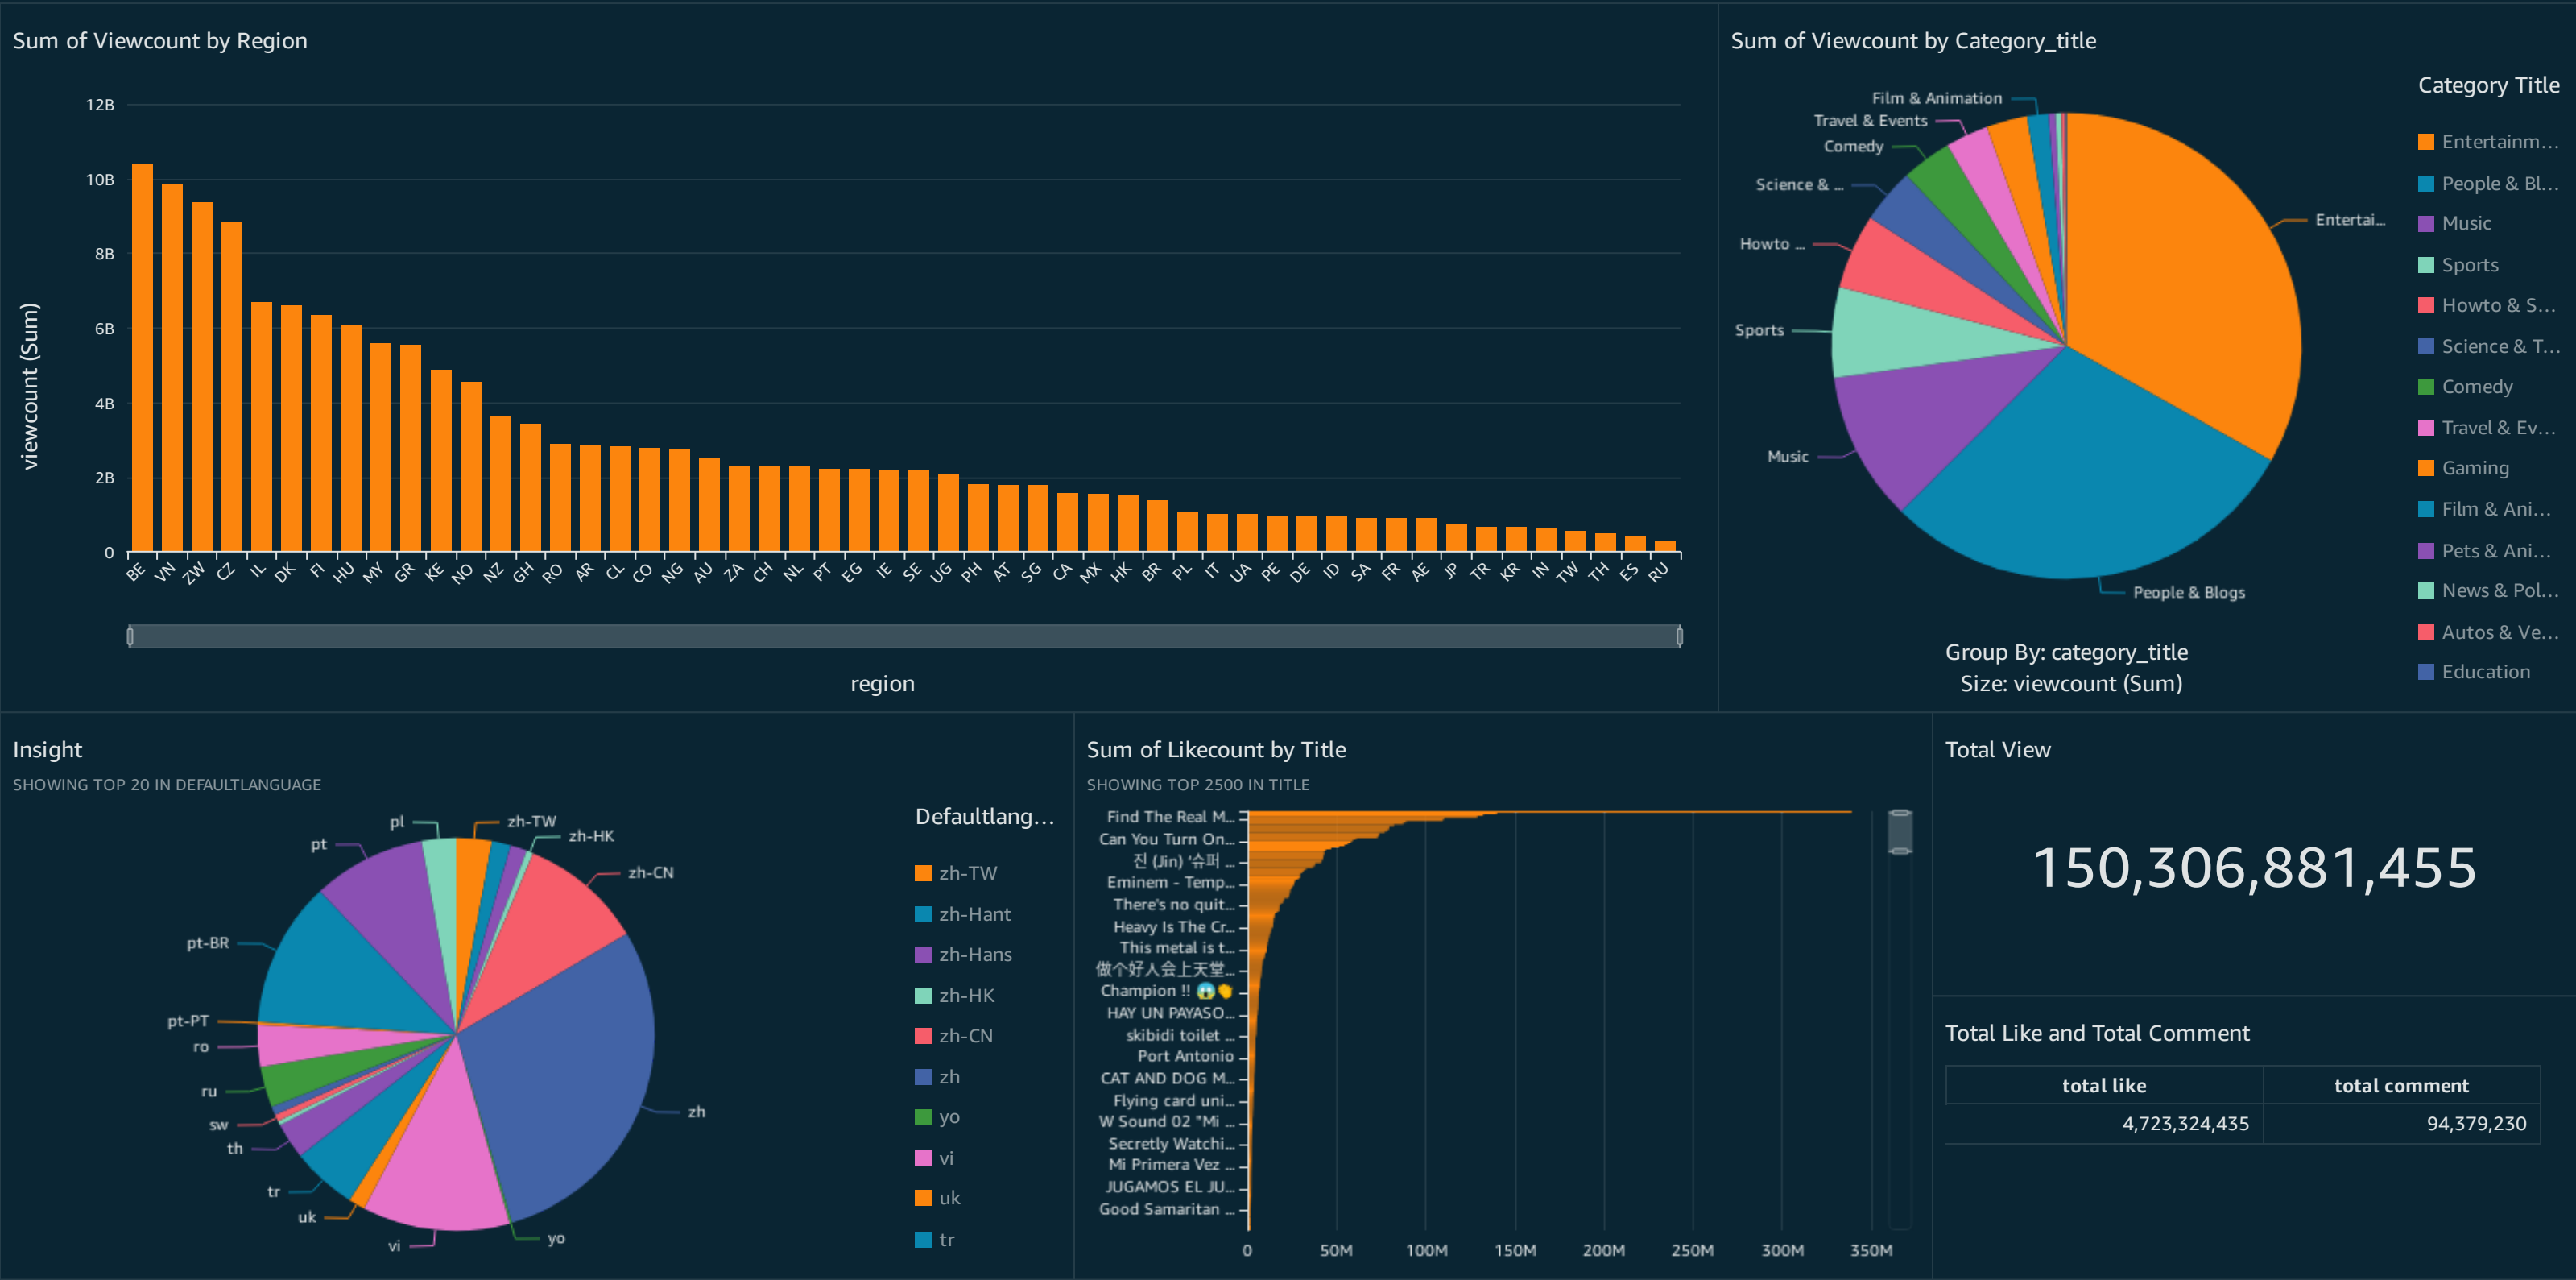 Sum of Viewcount by Region
12B
10B
8B
6B
4B
2B
0
viewcount (Sum)
BE VN ZW CZ IL DK FI HU MY GR KE NO NZ GH RO AR CL CO NG AU ZA CH NL PT EG IE SE UG PH AT SG CA MX HK BR PL IT UA PE DE ID SA FR AE JP TR KR IN TW TH ES RU
region
Sum of Viewcount by Category_title
Film & Animation
Travel & Events
Comedy
Science & ...
Howto ...
Sports
Music
Entertai...
People & Blogs
Group By: category_title
Size: viewcount (Sum)
Category Title
Entertainm...
People & Bl...
Music
Sports
Howto & S...
Science & T...
Comedy
Travel & Ev...
Gaming
Film & Ani...
Pets & Ani...
News & Pol...
Autos & Ve...
Education
Insight
SHOWING TOP 20 IN DEFAULTLANGUAGE
pl
pt
pt-BR
pt-PT
ro
ru
sw
th
tr
uk
vi
yo
zh
zh-CN
zh-HK
zh-TW
Defaultlang...
zh-TW
zh-Hant
zh-Hans
zh-HK
zh-CN
zh
yo
vi
uk
tr
Sum of Likecount by Title
SHOWING TOP 2500 IN TITLE
Find The Real M...
Can You Turn On...
진 (Jin) '슈퍼 ...
Eminem - Temp...
There's no quit...
Heavy Is The Cr...
This metal is t...
做个好人会上天堂...
Champion !! 😱👏
HAY UN PAYASO...
skibidi toilet ...
Port Antonio
CAT AND DOG M...
Flying card uni...
W Sound 02 "Mi ...
Secretly Watchi...
Mi Primera Vez ...
JUGAMOS EL JU...
Good Samaritan ...
0 50M 100M 150M 200M 250M 300M 350M
Total View
150,306,881,455
Total Like and Total Comment
total like total comment
4,723,324,435 94,379,230